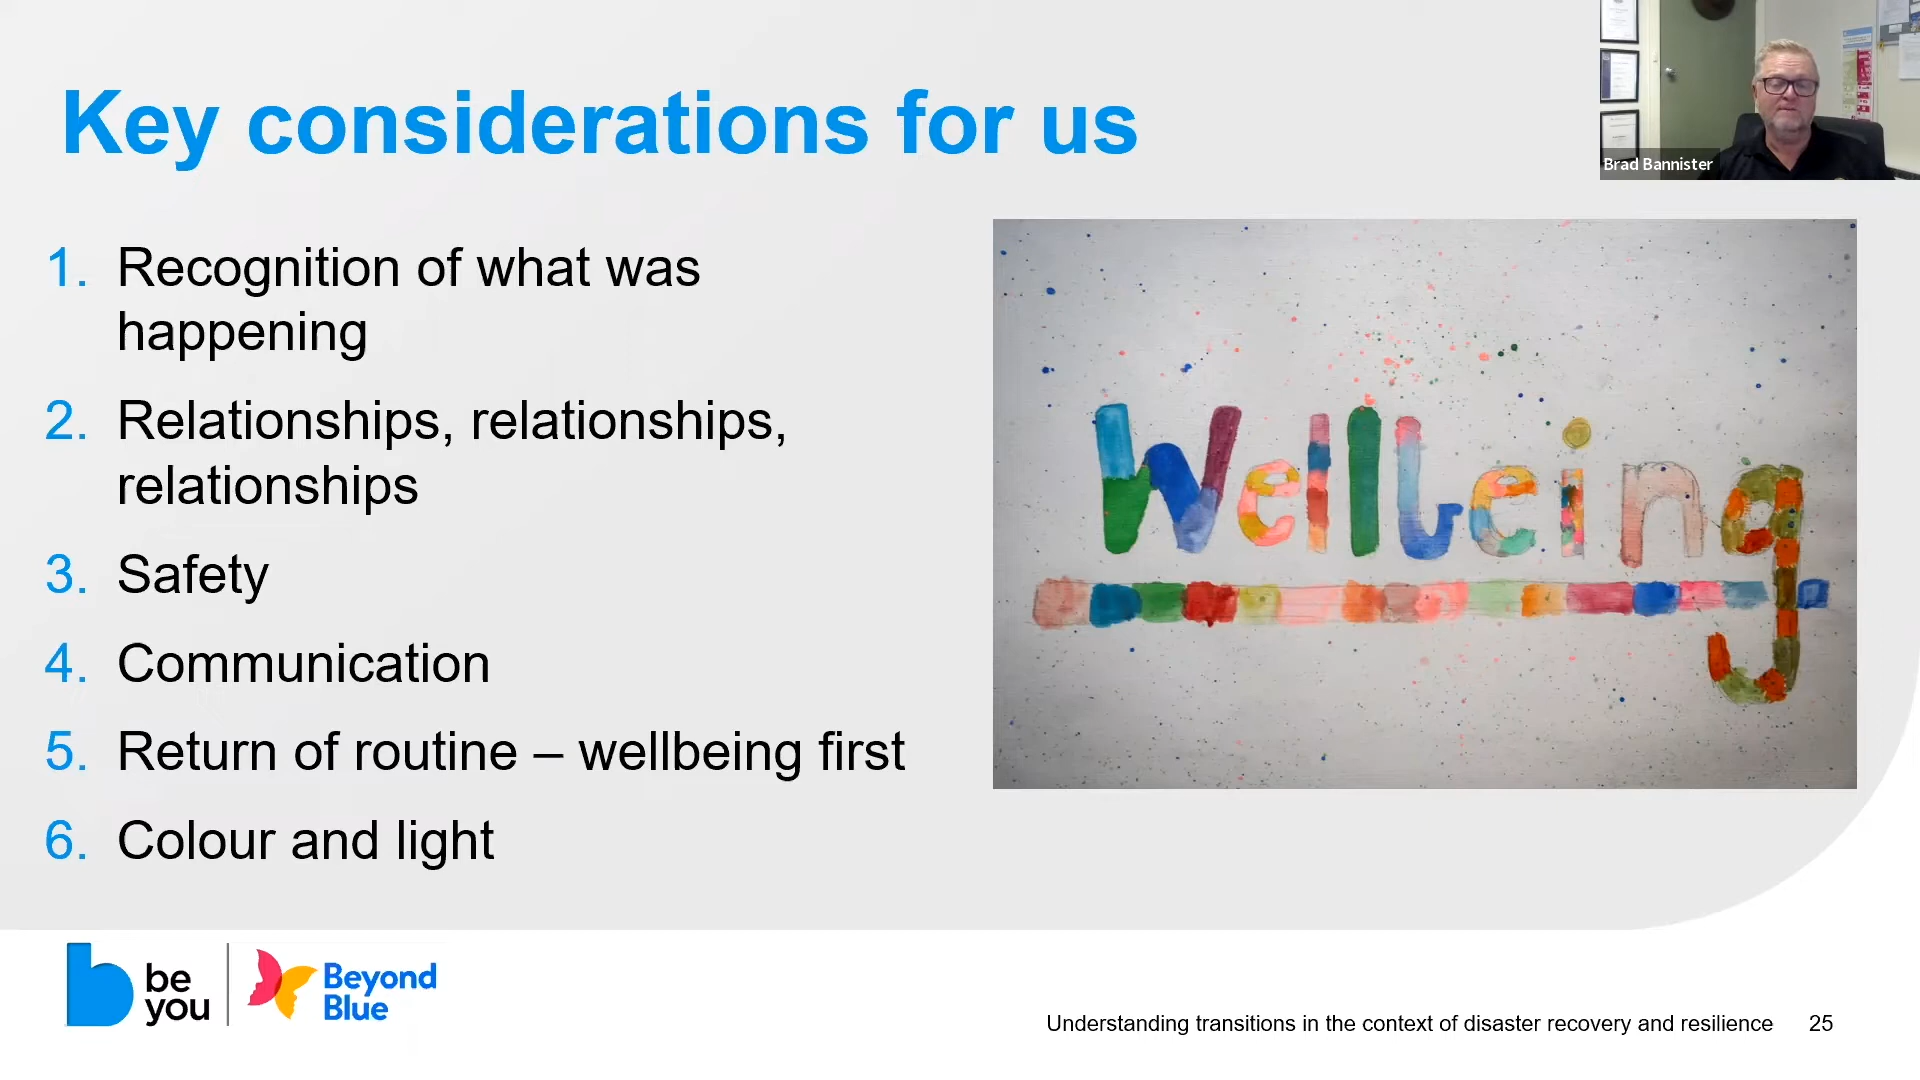 Key considerations for us
Brad Bannister
1. Recognition of what was
happening
2. Relationships, relationships,
relationships
3. Safety
4. Communication
5. Return of routine – wellbeing first
6. Colour and light
Wellbeing
be
you
Beyond
Blue
Understanding transitions in the context of disaster recovery and resilience 25